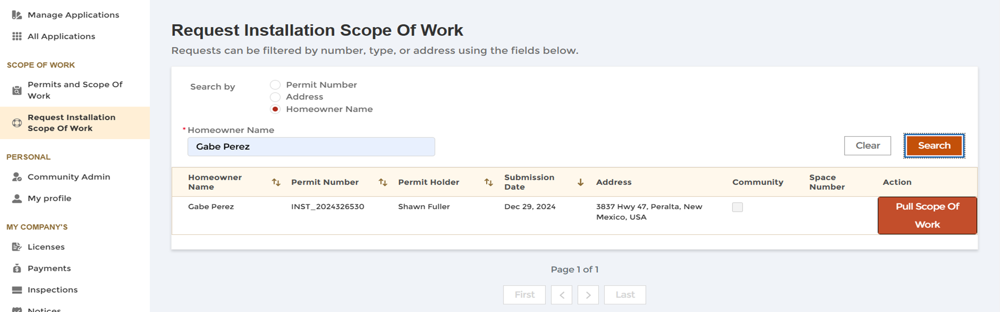 Manage Applications
All Applications
SCOPE OF WORK
Permits and Scope Of
Work
Request Installation
Scope Of Work
PERSONAL
Community Admin
My profile
MY COMPANY'S
Licenses
Payments
Inspections
Notices
Request Installation Scope Of Work
Requests can be filtered by number, type, or address using the fields below.
Search by
Permit Number
Address
Homeowner Name
* Homeowner Name
Gabe Perez
Clear
Search
Homeowner
Name
Permit Number
Permit Holder
Submission
Date
Address
Community
Space
Number
Action
Gabe Perez
INST_2024326530
Shawn Fuller
Dec 29, 2024
3837 Hwy 47, Peralta, New
Mexico, USA
Pull Scope Of
Work
Page 1 of 1
First
<
>
Last